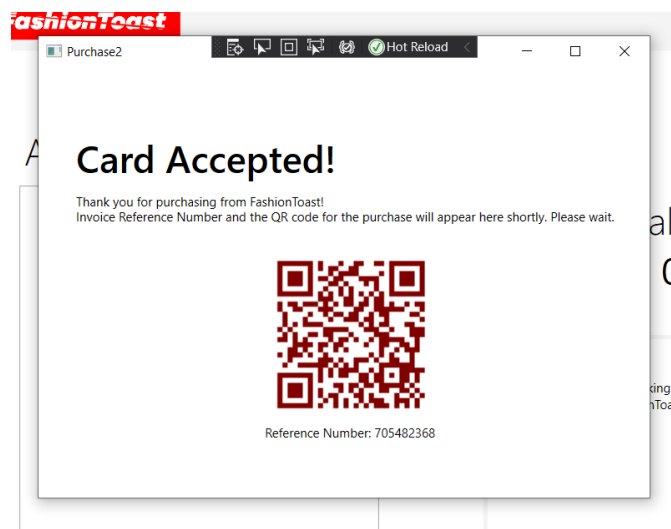 FashionToast
Purchase2
Hot Reload
Card Accepted!
Thank you for purchasing from FashionToast!
Invoice Reference Number and the QR code for the purchase will appear here shortly. Please wait.
Reference Number: 705482368